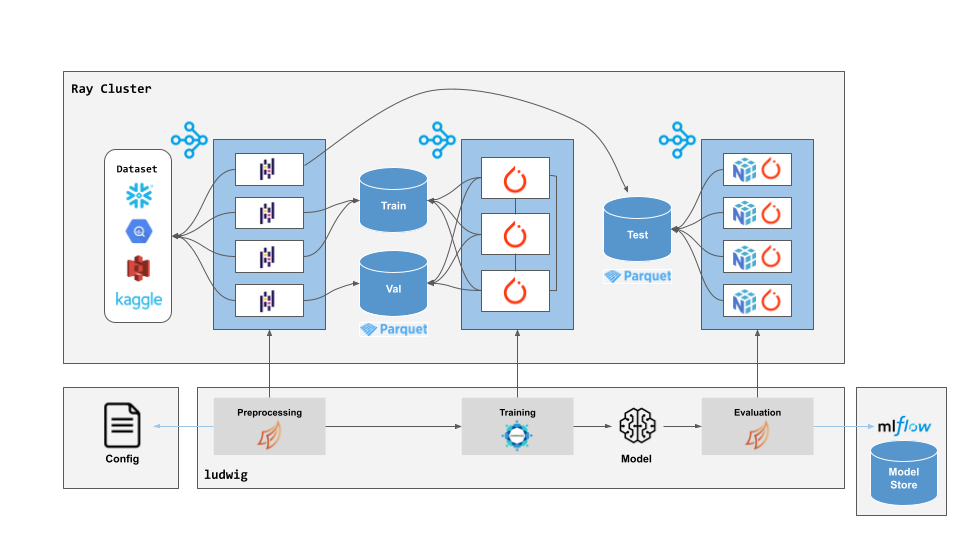 Ray Cluster
Dataset
kaggle
Train
Val
Parquet
Test
Parquet
Config
Preprocessing
Training
Model
Evaluation
ludwig
mlflow
Model
Store